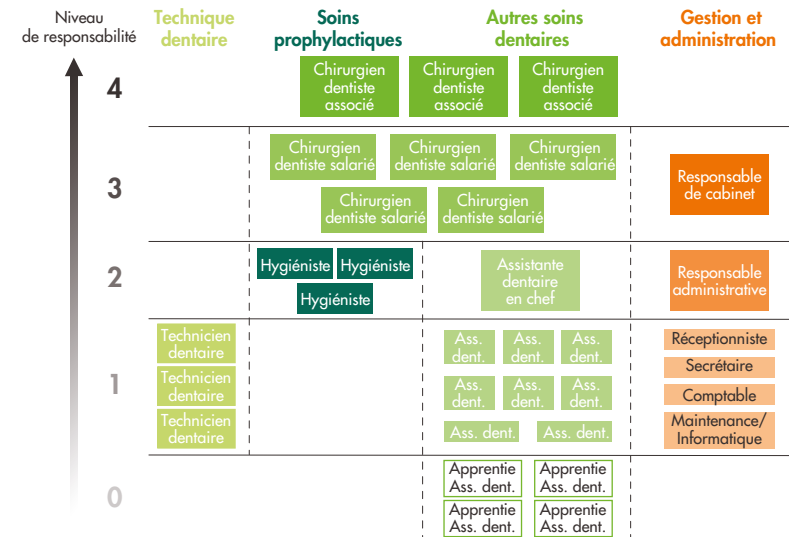 Niveau
de responsabilité
Technique
dentaire
Soins
prophylactiques
Autres soins
dentaires
Gestion et
administration
4
Chirurgien
dentiste
associé
Chirurgien
dentiste
associé
Chirurgien
dentiste
associé
3
Chirurgien
dentiste salarié
Chirurgien
dentiste salarié
Chirurgien
dentiste salarié
Chirurgien
dentiste salarié
Chirurgien
dentiste salarié
Responsable
de cabinet
2
Hygiéniste
Hygiéniste
Hygiéniste
Assistante
dentaire
en chef
Responsable
administrative
1
Technicien
dentaire
Technicien
dentaire
Technicien
dentaire
Ass.
dent.
Ass.
dent.
Ass.
dent.
Ass.
dent.
Ass.
dent.
Ass.
dent.
Ass. dent.
Ass. dent.
Réceptionniste
Secrétaire
Comptable
Maintenance/
Informatique
0
Apprentie
Ass. dent.
Apprentie
Ass. dent.
Apprentie
Ass. dent.
Apprentie
Ass. dent.